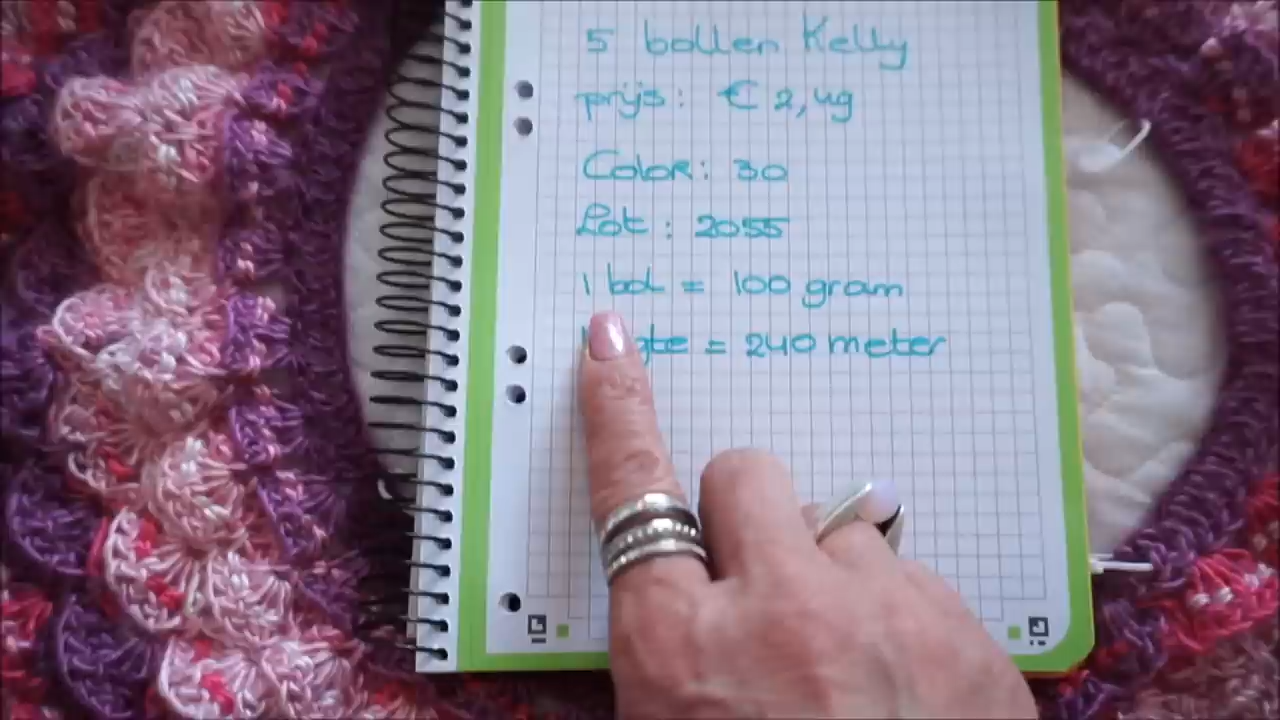 5 bollen Kelly
prijs: € 2,49
Color: 30
Lot: 2055
1 bol = 100 gram
= 240 meter